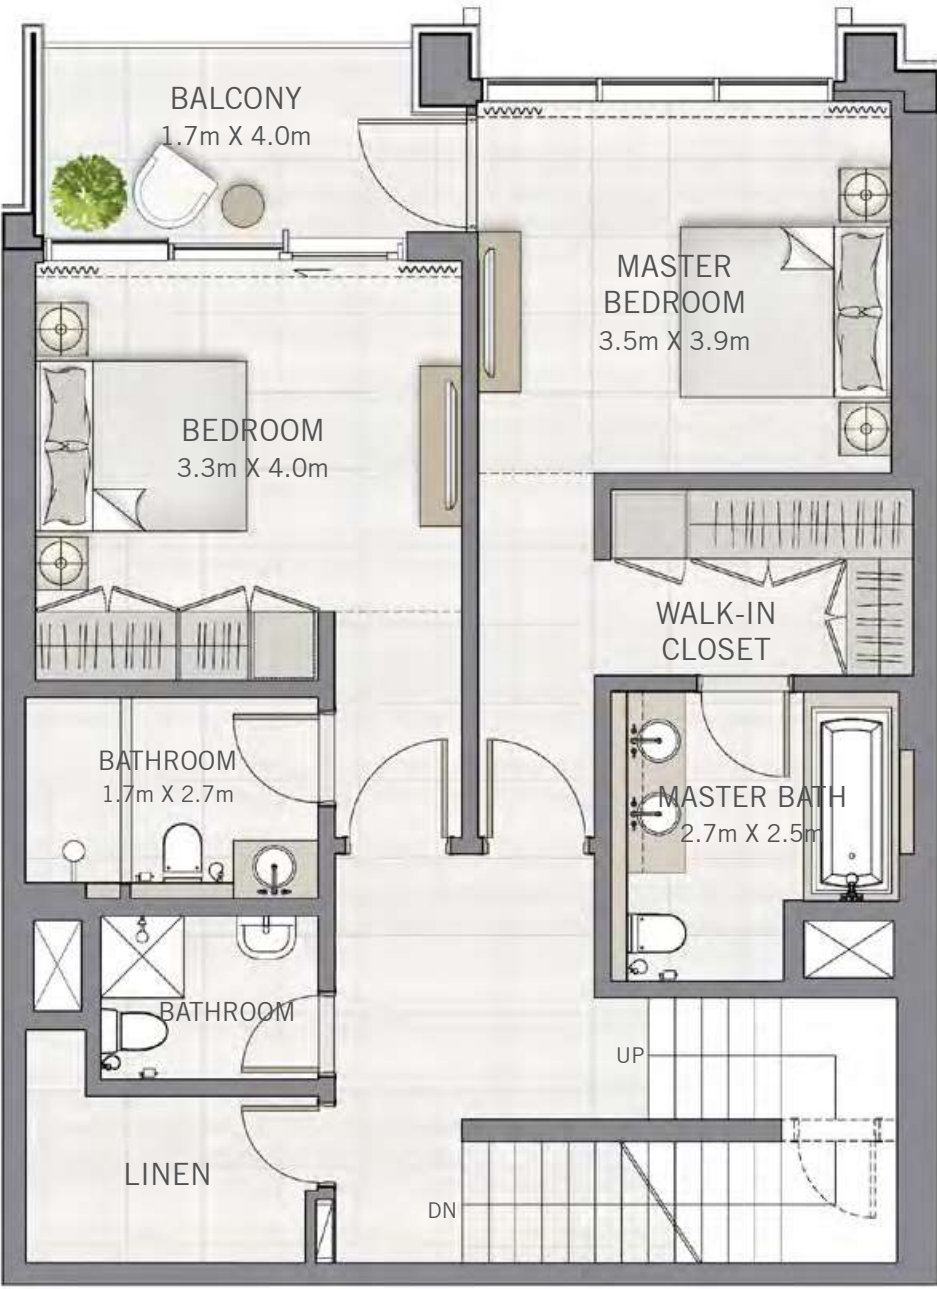 BALCONY
1.7m X 4.0m
MASTER
BEDROOM
3.5m X 3.9m
BEDROOM
3.3m X 4.0m
WALK-IN
CLOSET
BATHROOM
1.7m X 2.7m
MASTER BATH
2.7m X 2.5m
BATHROOM
UP
LINEN
DN